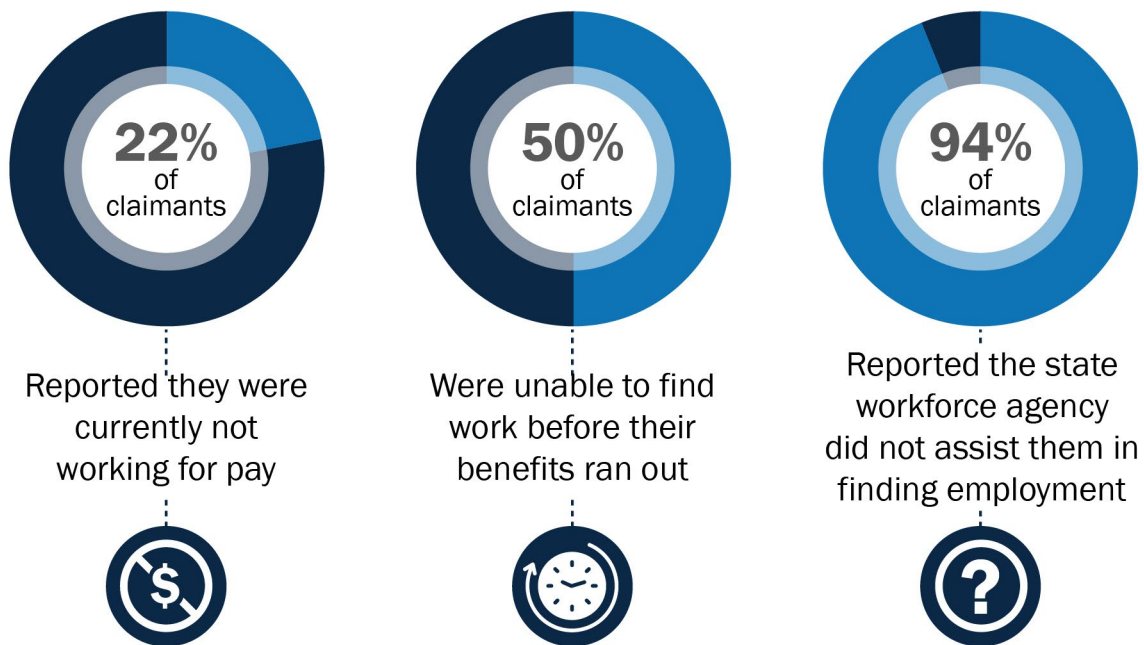 22%
of
claimants
Reported they were
currently not
working for pay
$
50%
of
claimants
Were unable to find
work before their
benefits ran out
94%
of
claimants
Reported the state
workforce agency
did not assist them in
finding employment
?